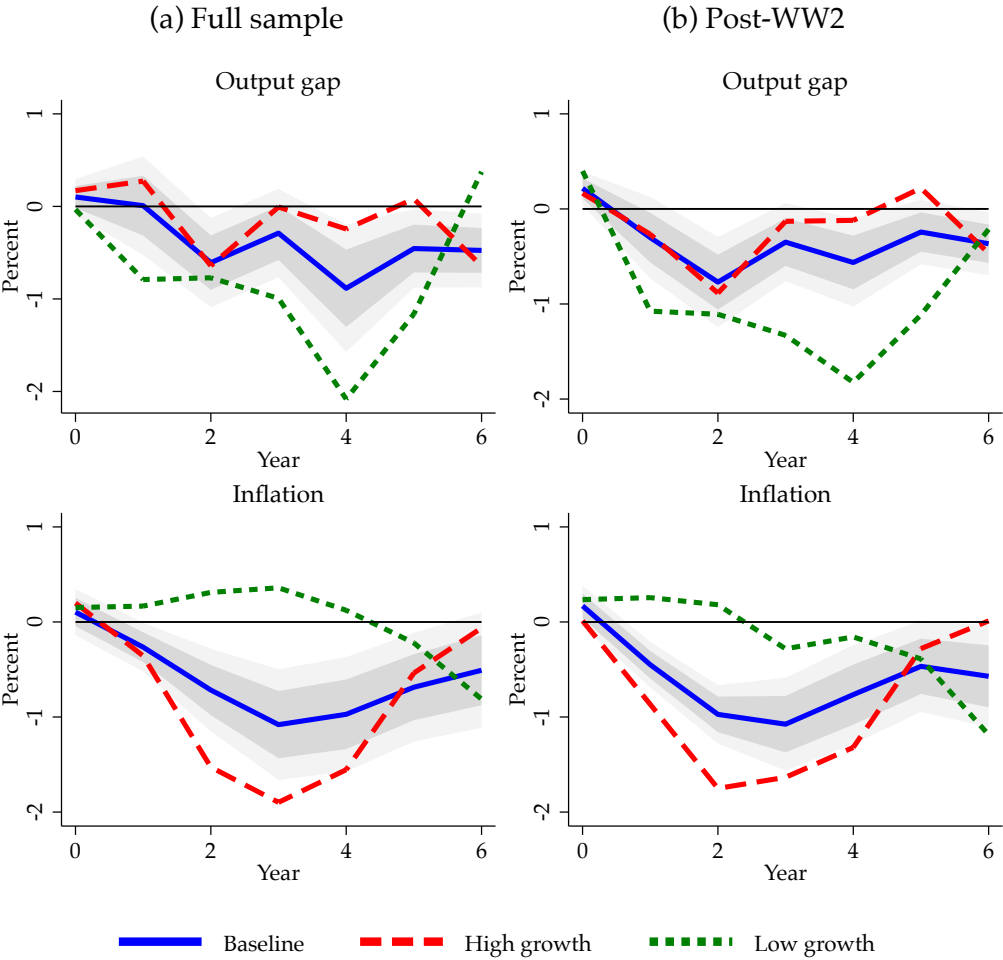 (a) Full sample
(b) Post-WW2
Output gap
Percent
1
0
-1
-2
0 2 4 6
Year
Output gap
Percent
1
0
-1
-2
0 2 4 6
Year
Inflation
Percent
1
0
-1
-2
0 2 4 6
Year
Inflation
Percent
1
0
-1
-2
0 2 4 6
Year
Baseline High growth Low growth